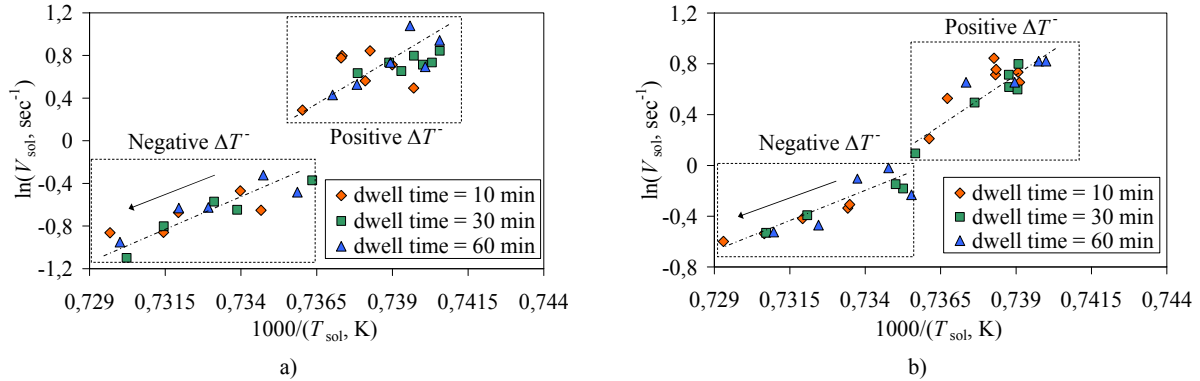 1,2
0,8
0,4
0
-0,4
-0,8
-1,2
ln(V sol, sec-1)
Positive ΔT-
Negative ΔT-
dwell time = 10 min
dwell time = 30 min
dwell time = 60 min
0,729 0,7315 0,734 0,7365 0,739 0,7415 0,744
1000/(T sol, K)
a)
1,2
0,8
0,4
0
-0,4
-0,8
ln(V sol, sec-1)
Positive ΔT-
Negative ΔT-
dwell time = 10 min
dwell time = 30 min
dwell time = 60 min
0,729 0,7315 0,734 0,7365 0,739 0,7415 0,744
1000/(T sol, K)
b)